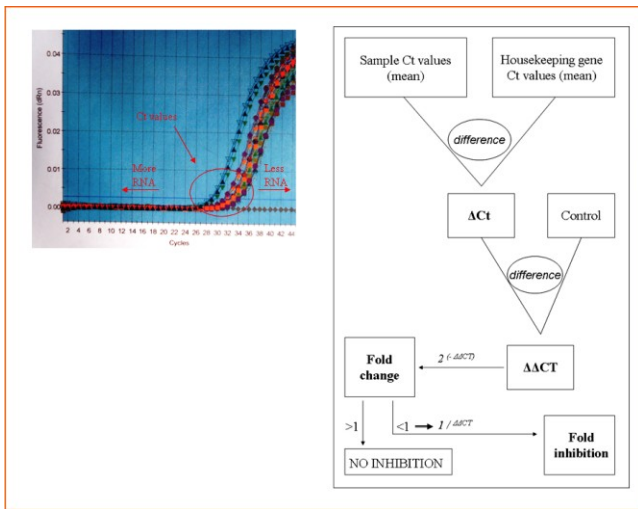 0.04
0.03
0.02
0.01
0.00
Fluorescence (dRn)
Ct values
More
RNA
Less
RNA
2 4 6 8 10 12 14 16 18 20 22 24 26 28 30 32 34 36 38 40 42 44
Cycles
Sample Ct values
(mean)
Housekeeping gene
Ct values (mean)
difference
ΔCt
Control
difference
Fold
change
2 (- ΔΔCT)
ΔΔCT
>1
<1 → 1 / ΔΔCT
Fold
inhibition
NO INHIBITION